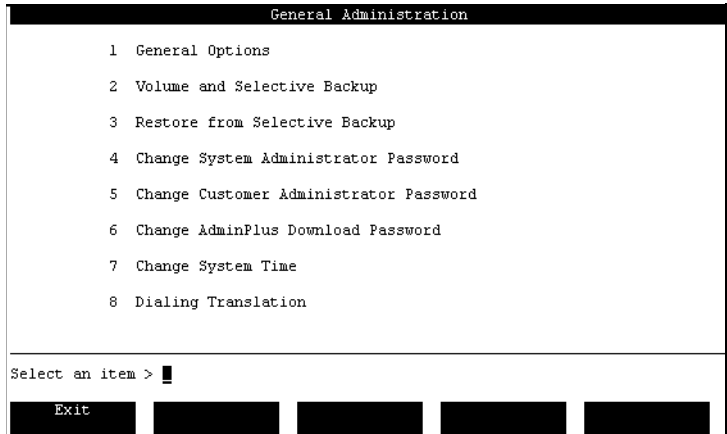 General Administration
1 General Options
2 Volume and Selective Backup
3 Restore from Selective Backup
4 Change System Administrator Password
5 Change Customer Administrator Password
6 Change AdminPlus Download Password
7 Change System Time
8 Dialing Translation
Select an item >
Exit